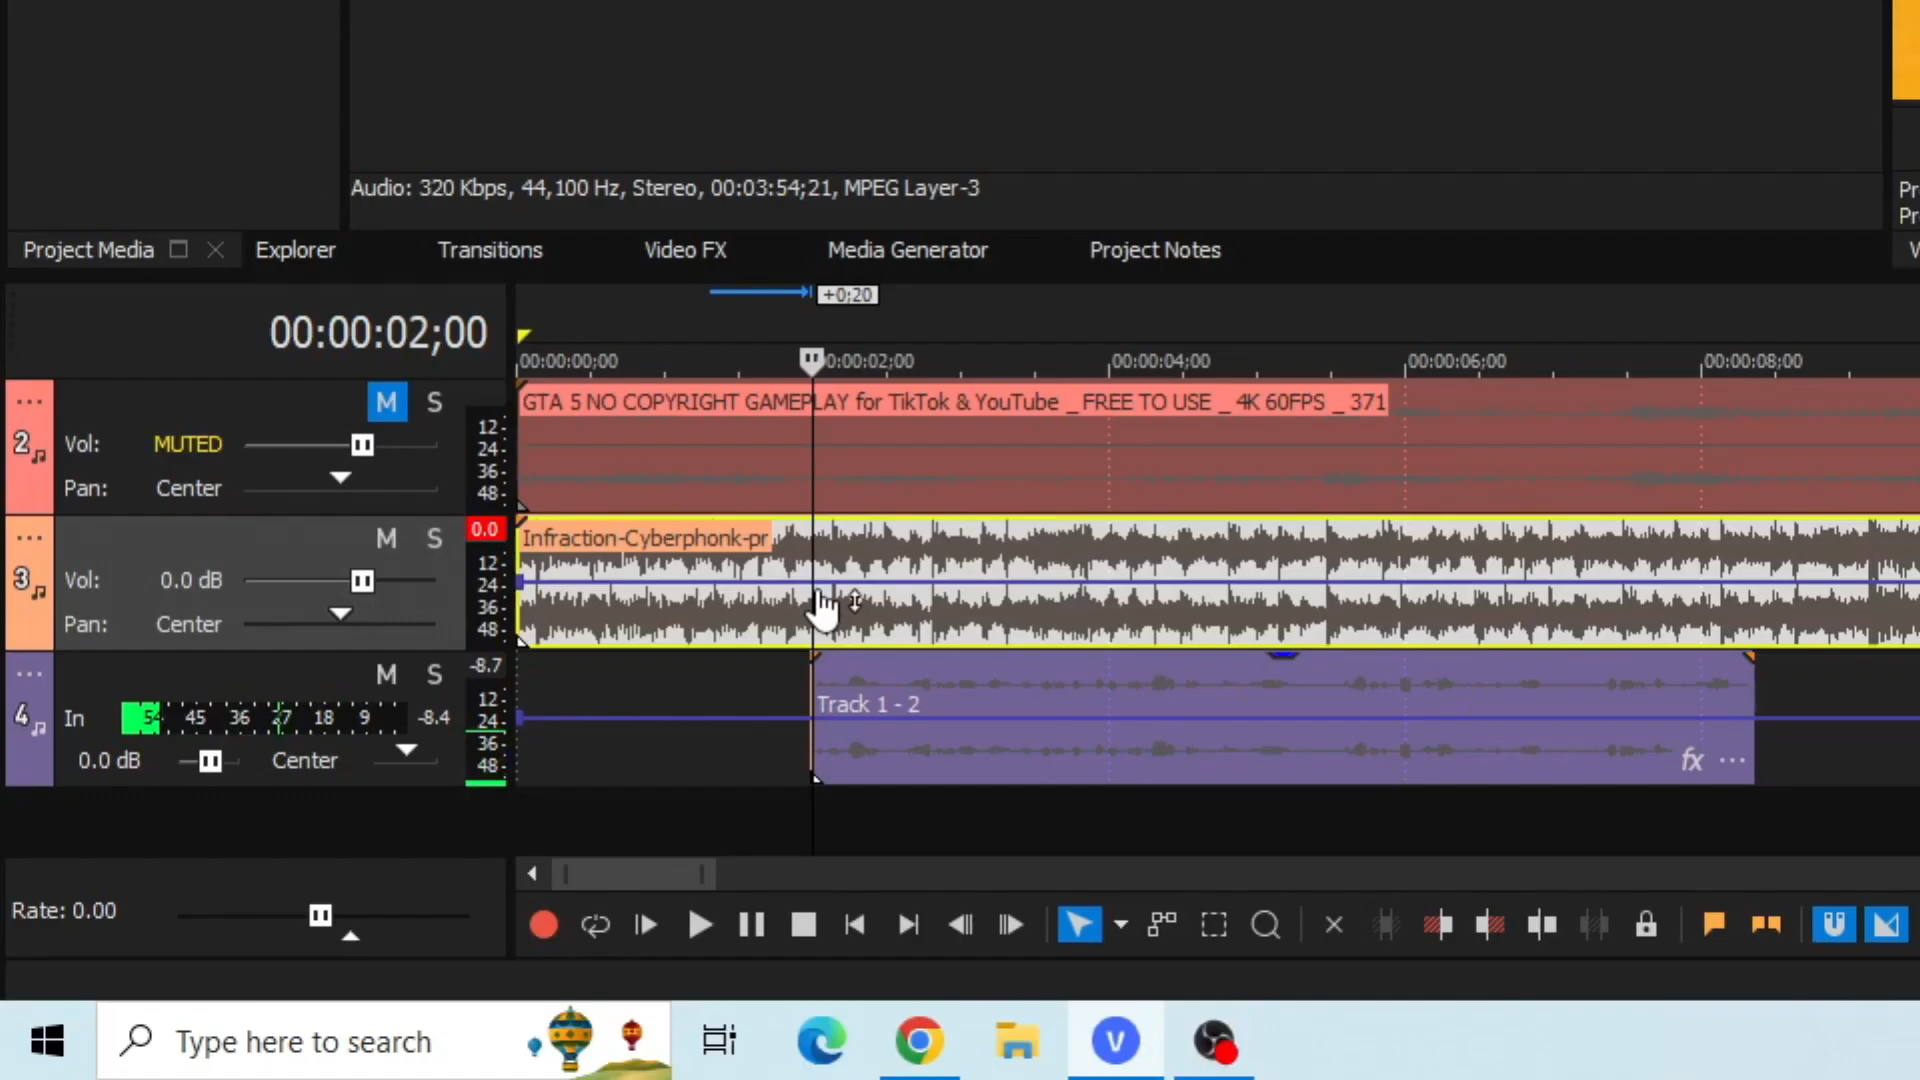 Audio: 320 Kbps, 44,100 Hz, Stereo, 00:03:54;21, MPEG Layer-3
Pr
Pr
Project Media Explorer Transitions Video FX Media Generator Project Notes
+0;20
00:00:02;00
00:00:00;00 0:00:02;00 00:00:04;00 00:00:06;00 00:00:08;00
M S
GTA 5 NO COPYRIGHT GAMEPLAY for TikTok & YouTube _ FREE TO USE _ 4K 60FPS _ 371
2
Vol: MUTED
Pan: Center
12
24
36
48
M S
0.0
Infraction-Cyberphonk-pr
3
Vol: 0.0 dB
Pan: Center
12
24
36
48
M S
-8.7
4
In 54 45 36 27 18 9 -8.4
0.0 dB Center
12
24
36
48
Track 1 - 2
fx
Rate: 0.00
Type here to search
V